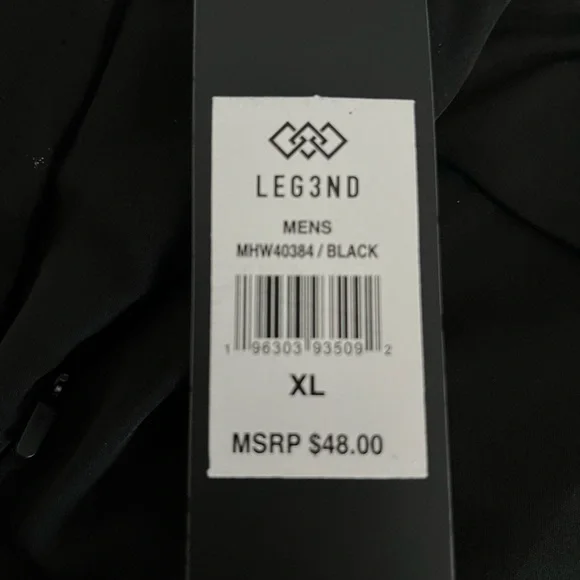 LEG3ND
MENS
MHW40384 / BLACK
1 96303 93509 2
XL
MSRP $48.00